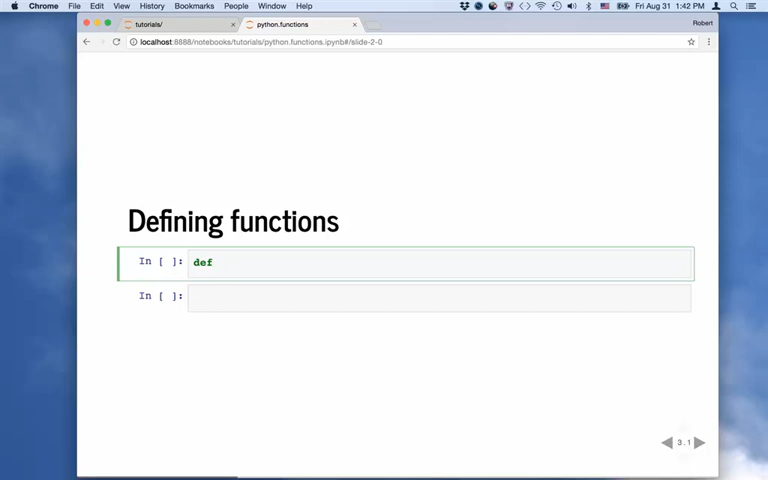 Chrome File Edit View History Bookmarks People Window Help Fri Aug 31 1:42 PM
tutorials/ × python.functions × Robert
localhost:8888/notebooks/tutorials/python.functions.ipynb#/slide-2-0
Defining functions
In [ ]: def
In [ ]:
3.1